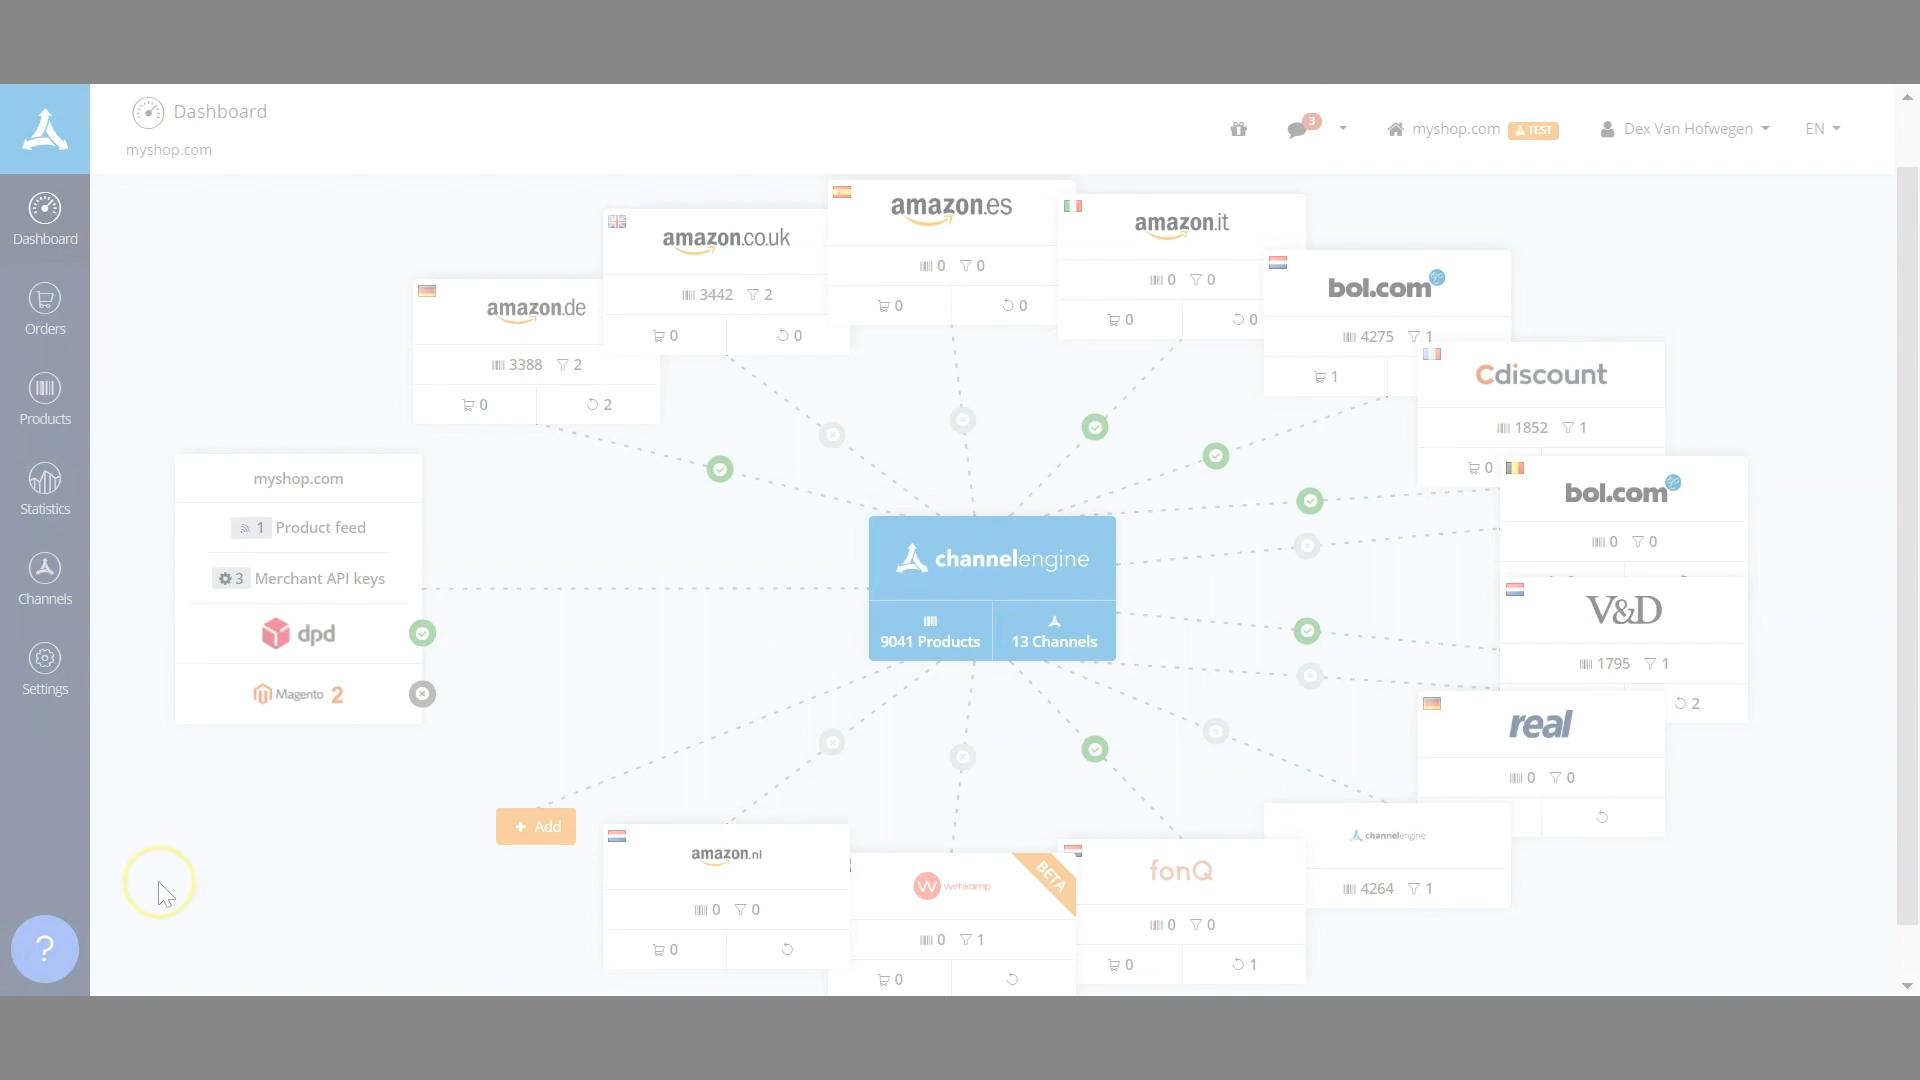 Dashboard
myshop.com
3
myshop.com TEST
Dex Van Hofwegen
EN
Dashboard
Orders
Products
Statistics
Channels
Settings
?
amazon.de
3388 2
0 2
amazon.co.uk
3442 2
0 0
amazon.es
0 0
0 0
amazon.it
0 0
0 0
bol.com
4275 1
1
Cdiscount
1852 1
0
bol.com
0 0
V&D
1795 1
2
real
0 0
channelengine
4264 1
fonQ
0 0
0 1
wehkamp
BETA
0 1
0
amazon.nl
0 0
0
+ Add
myshop.com
1 Product feed
3 Merchant API keys
dpd
Magento 2
channelengine
9041 Products
13 Channels